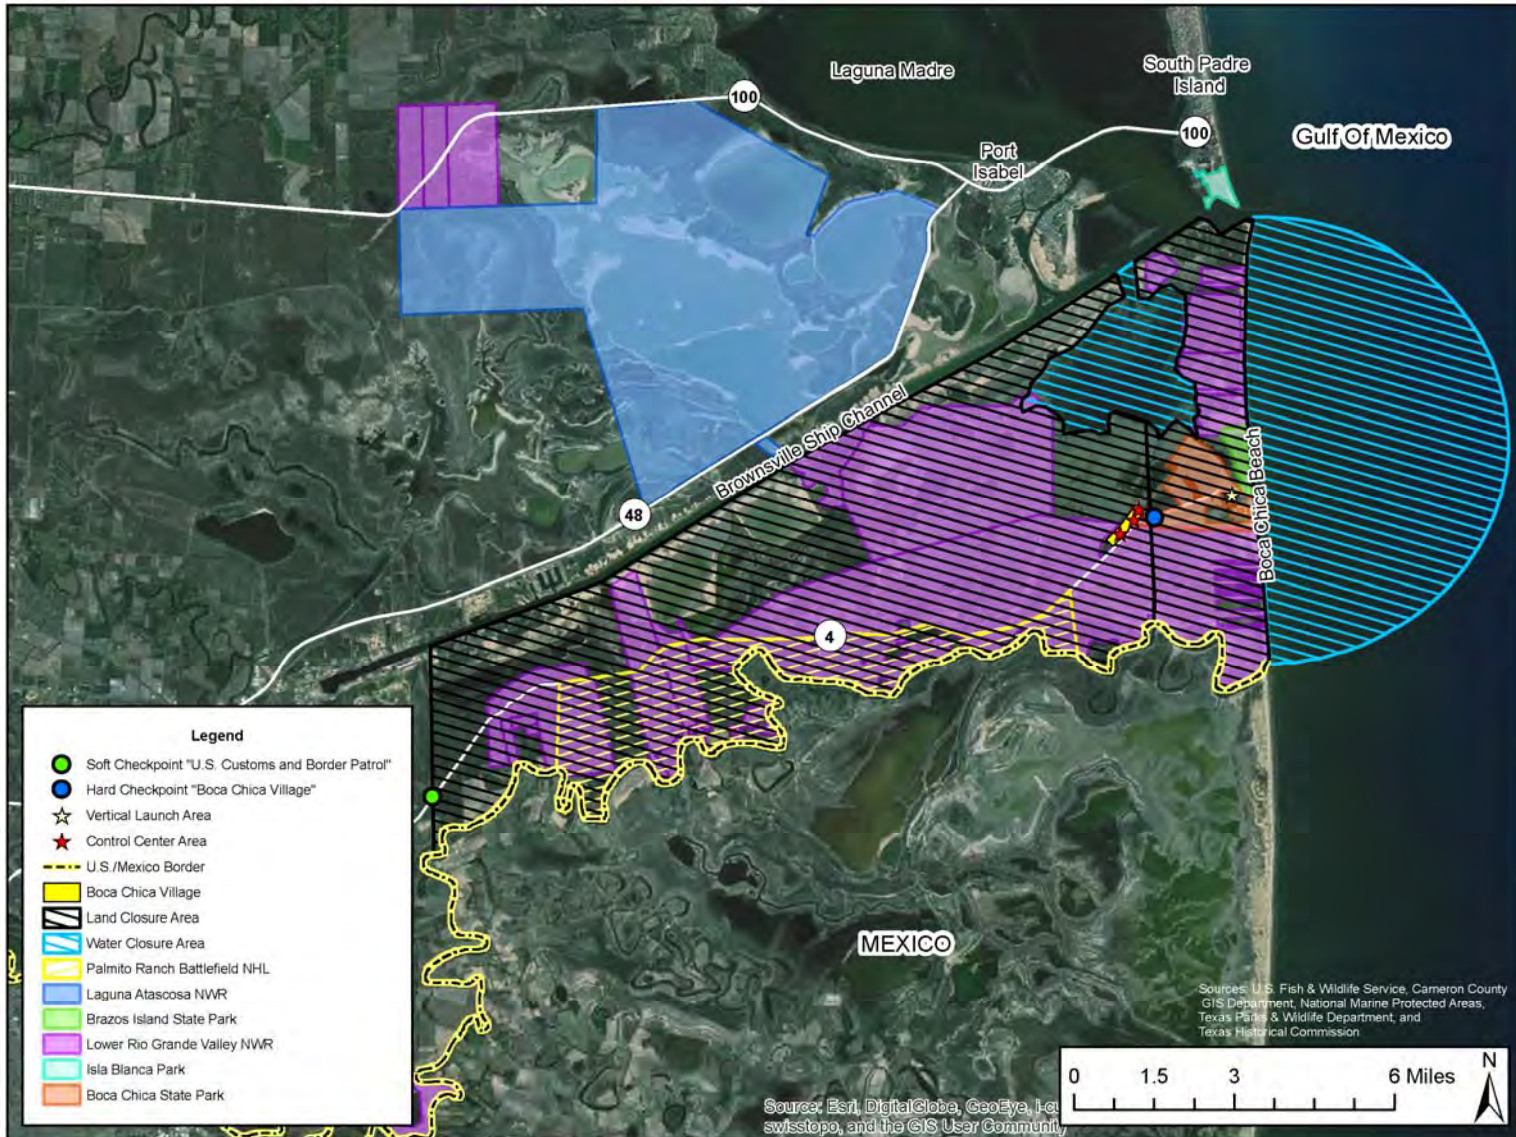 Laguna Madre
South Padre
Island
100
100
Gulf Of Mexico
Port
Isabel
Brownsville Ship Channel
48
Boca Chica Beach
4
MEXICO
Legend
Soft Checkpoint "U.S. Customs and Border Patrol"
Hard Checkpoint "Boca Chica Village"
Vertical Launch Area
Control Center Area
U.S./Mexico Border
Boca Chica Village
Land Closure Area
Water Closure Area
Palmito Ranch Battlefield NHL
Laguna Atascosa NWR
Brazos Island State Park
Lower Rio Grande Valley NWR
Isla Blanca Park
Boca Chica State Park
Sources: U.S. Fish & Wildlife Service, Cameron County
GIS Department, National Marine Protected Areas,
Texas Parks & Wildlife Department, and
Texas Historical Commission
0 1.5 3 6 Miles
N
Source: Esri, DigitalGlobe, GeoEye,
swisstopo, and the GIS User Community